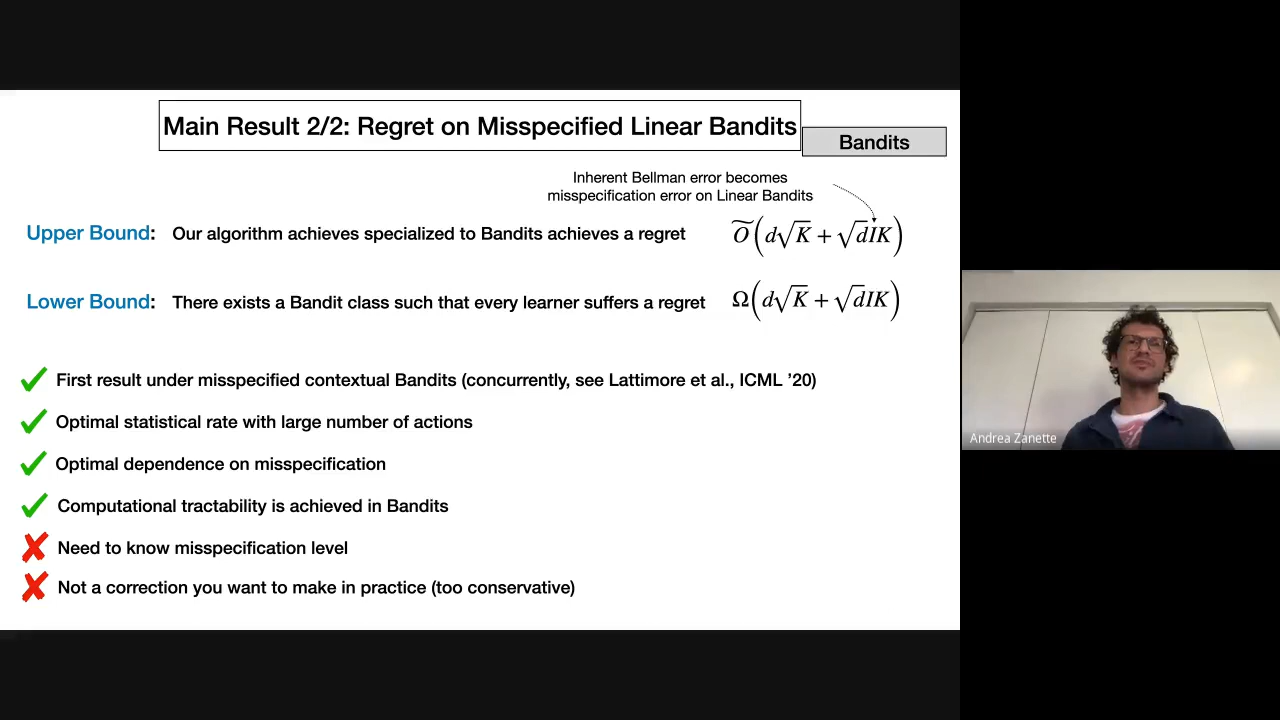 Main Result 2/2: Regret on Misspecified Linear Bandits
Bandits
Inherent Bellman error becomes
misspecification error on Linear Bandits
Upper Bound: Our algorithm achieves specialized to Bandits achieves a regret Õ(d√K + √dIK)
Lower Bound: There exists a Bandit class such that every learner suffers a regret Ω(d√K + √dIK)
✓ First result under misspecified contextual Bandits (concurrently, see Lattimore et al., ICML ’20)
✓ Optimal statistical rate with large number of actions
✓ Optimal dependence on misspecification
✓ Computational tractability is achieved in Bandits
✘ Need to know misspecification level
✘ Not a correction you want to make in practice (too conservative)
Andrea Zanette